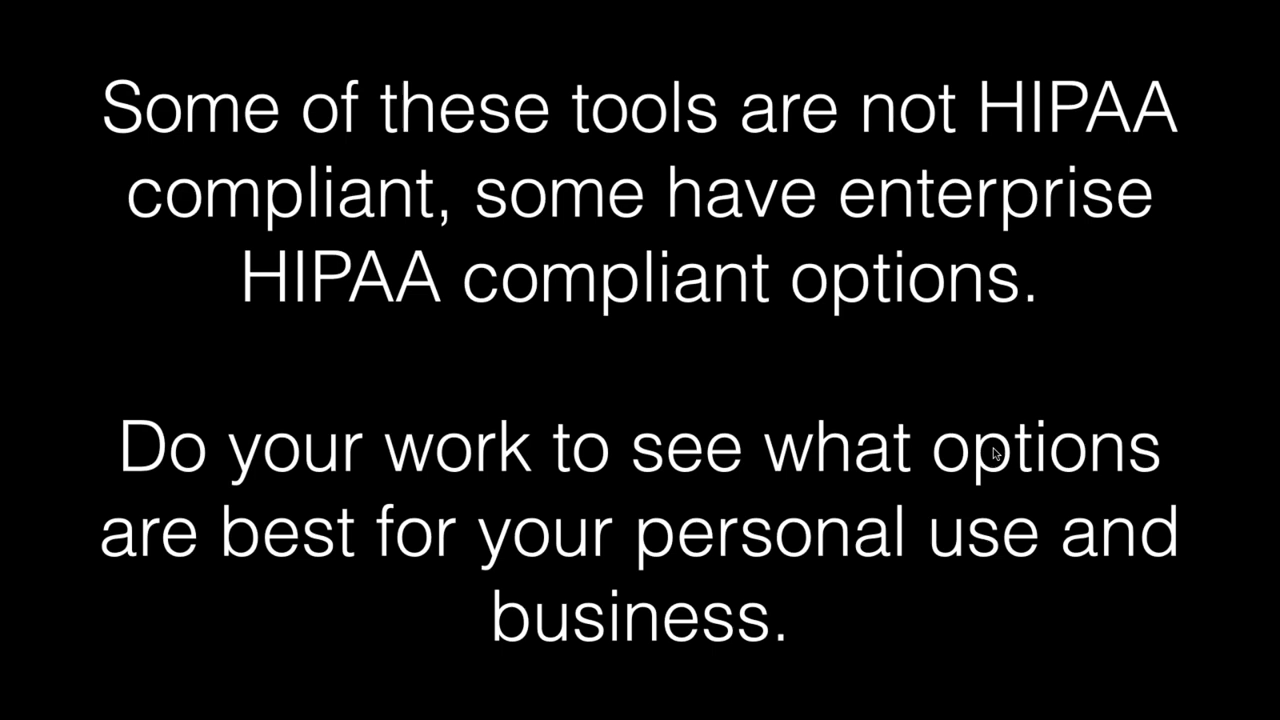 Some of these tools are not HIPAA
compliant, some have enterprise
HIPAA compliant options.
Do your work to see what options
are best for your personal use and
business.